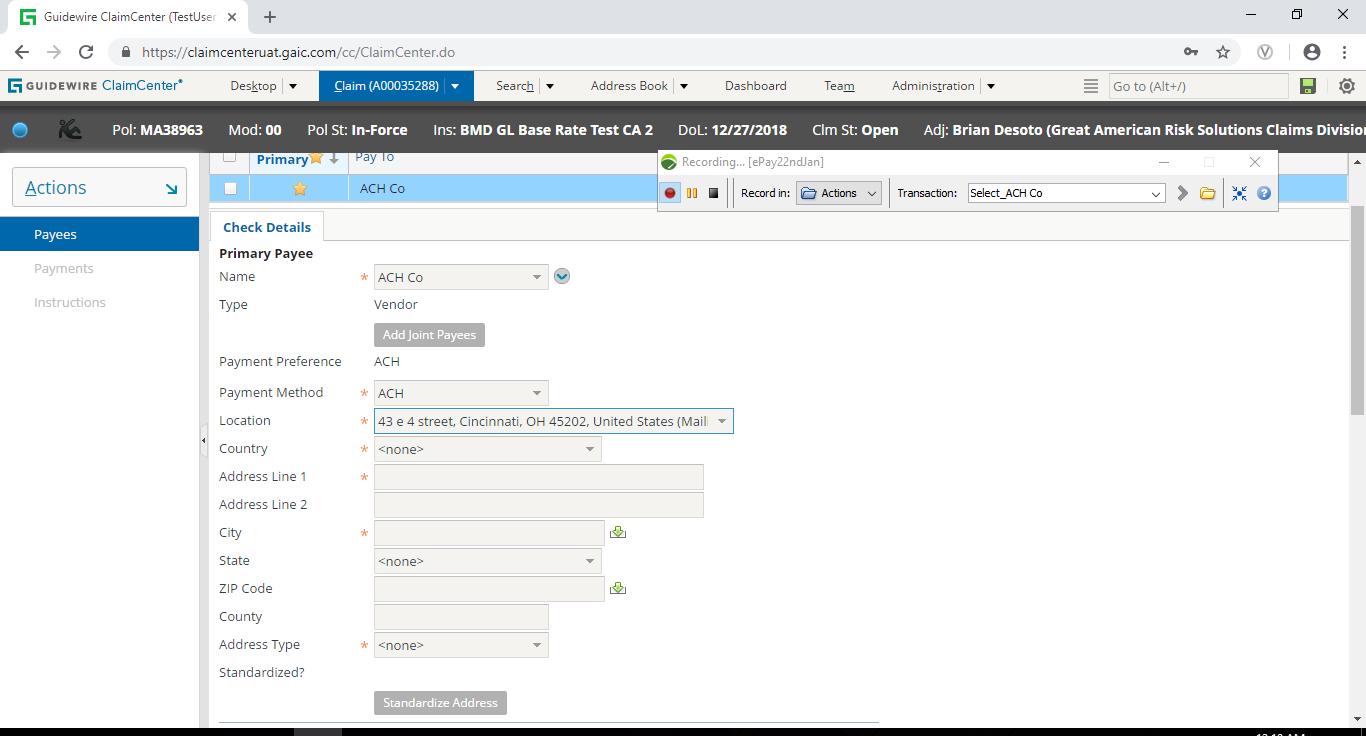 Guidewire ClaimCenter (TestUser
https://claimcenteruat.gaic.com/cc/ClaimCenter.do
GUIDEWIRE ClaimCenter® Desktop Claim (A00035288) Search Address Book Dashboard Team Administration Go to (Alt+/)
Pol: MA38963 Mod: 00 Pol St: In-Force Ins: BMD GL Base Rate Test CA 2 DoL: 12/27/2018 Clm St: Open Adj: Brian Desoto (Great American Risk Solutions Claims Divisio
Primary Pay To
Recording... [ePay22ndJan]
Actions
ACH Co
Record in: Actions Transaction: Select_ACH Co
Payees
Payments
Instructions
Check Details
Primary Payee
Name * ACH Co
Type Vendor
Add Joint Payees
Payment Preference ACH
Payment Method * ACH
Location * 43 e 4 street, Cincinnati, OH 45202, United States (Maili
Country * <none>
Address Line 1 *
Address Line 2
City *
State <none>
ZIP Code
County
Address Type * <none>
Standardized?
Standardize Address